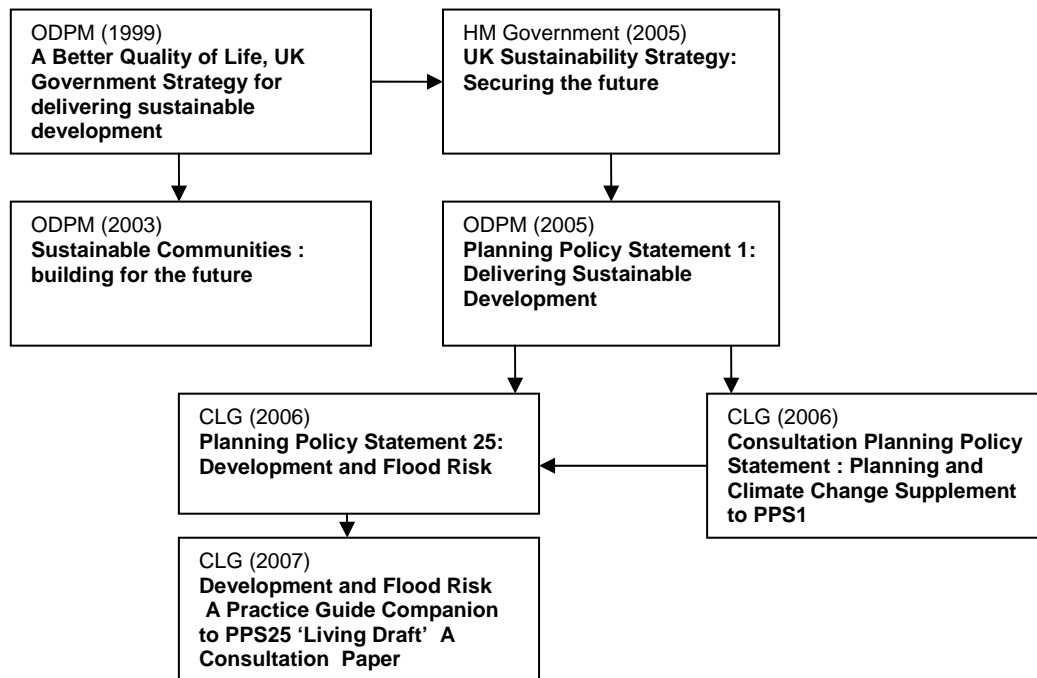 ODPM (1999)
A Better Quality of Life, UK
Government Strategy for
delivering sustainable
development
HM Government (2005)
UK Sustainability Strategy:
Securing the future
ODPM (2003)
Sustainable Communities :
building for the future
ODPM (2005)
Planning Policy Statement 1:
Delivering Sustainable
Development
CLG (2006)
Planning Policy Statement 25:
Development and Flood Risk
CLG (2006)
Consultation Planning Policy
Statement : Planning and
Climate Change Supplement
to PPS1
CLG (2007)
Development and Flood Risk
A Practice Guide Companion
to PPS25 ‘Living Draft’ A
Consultation Paper